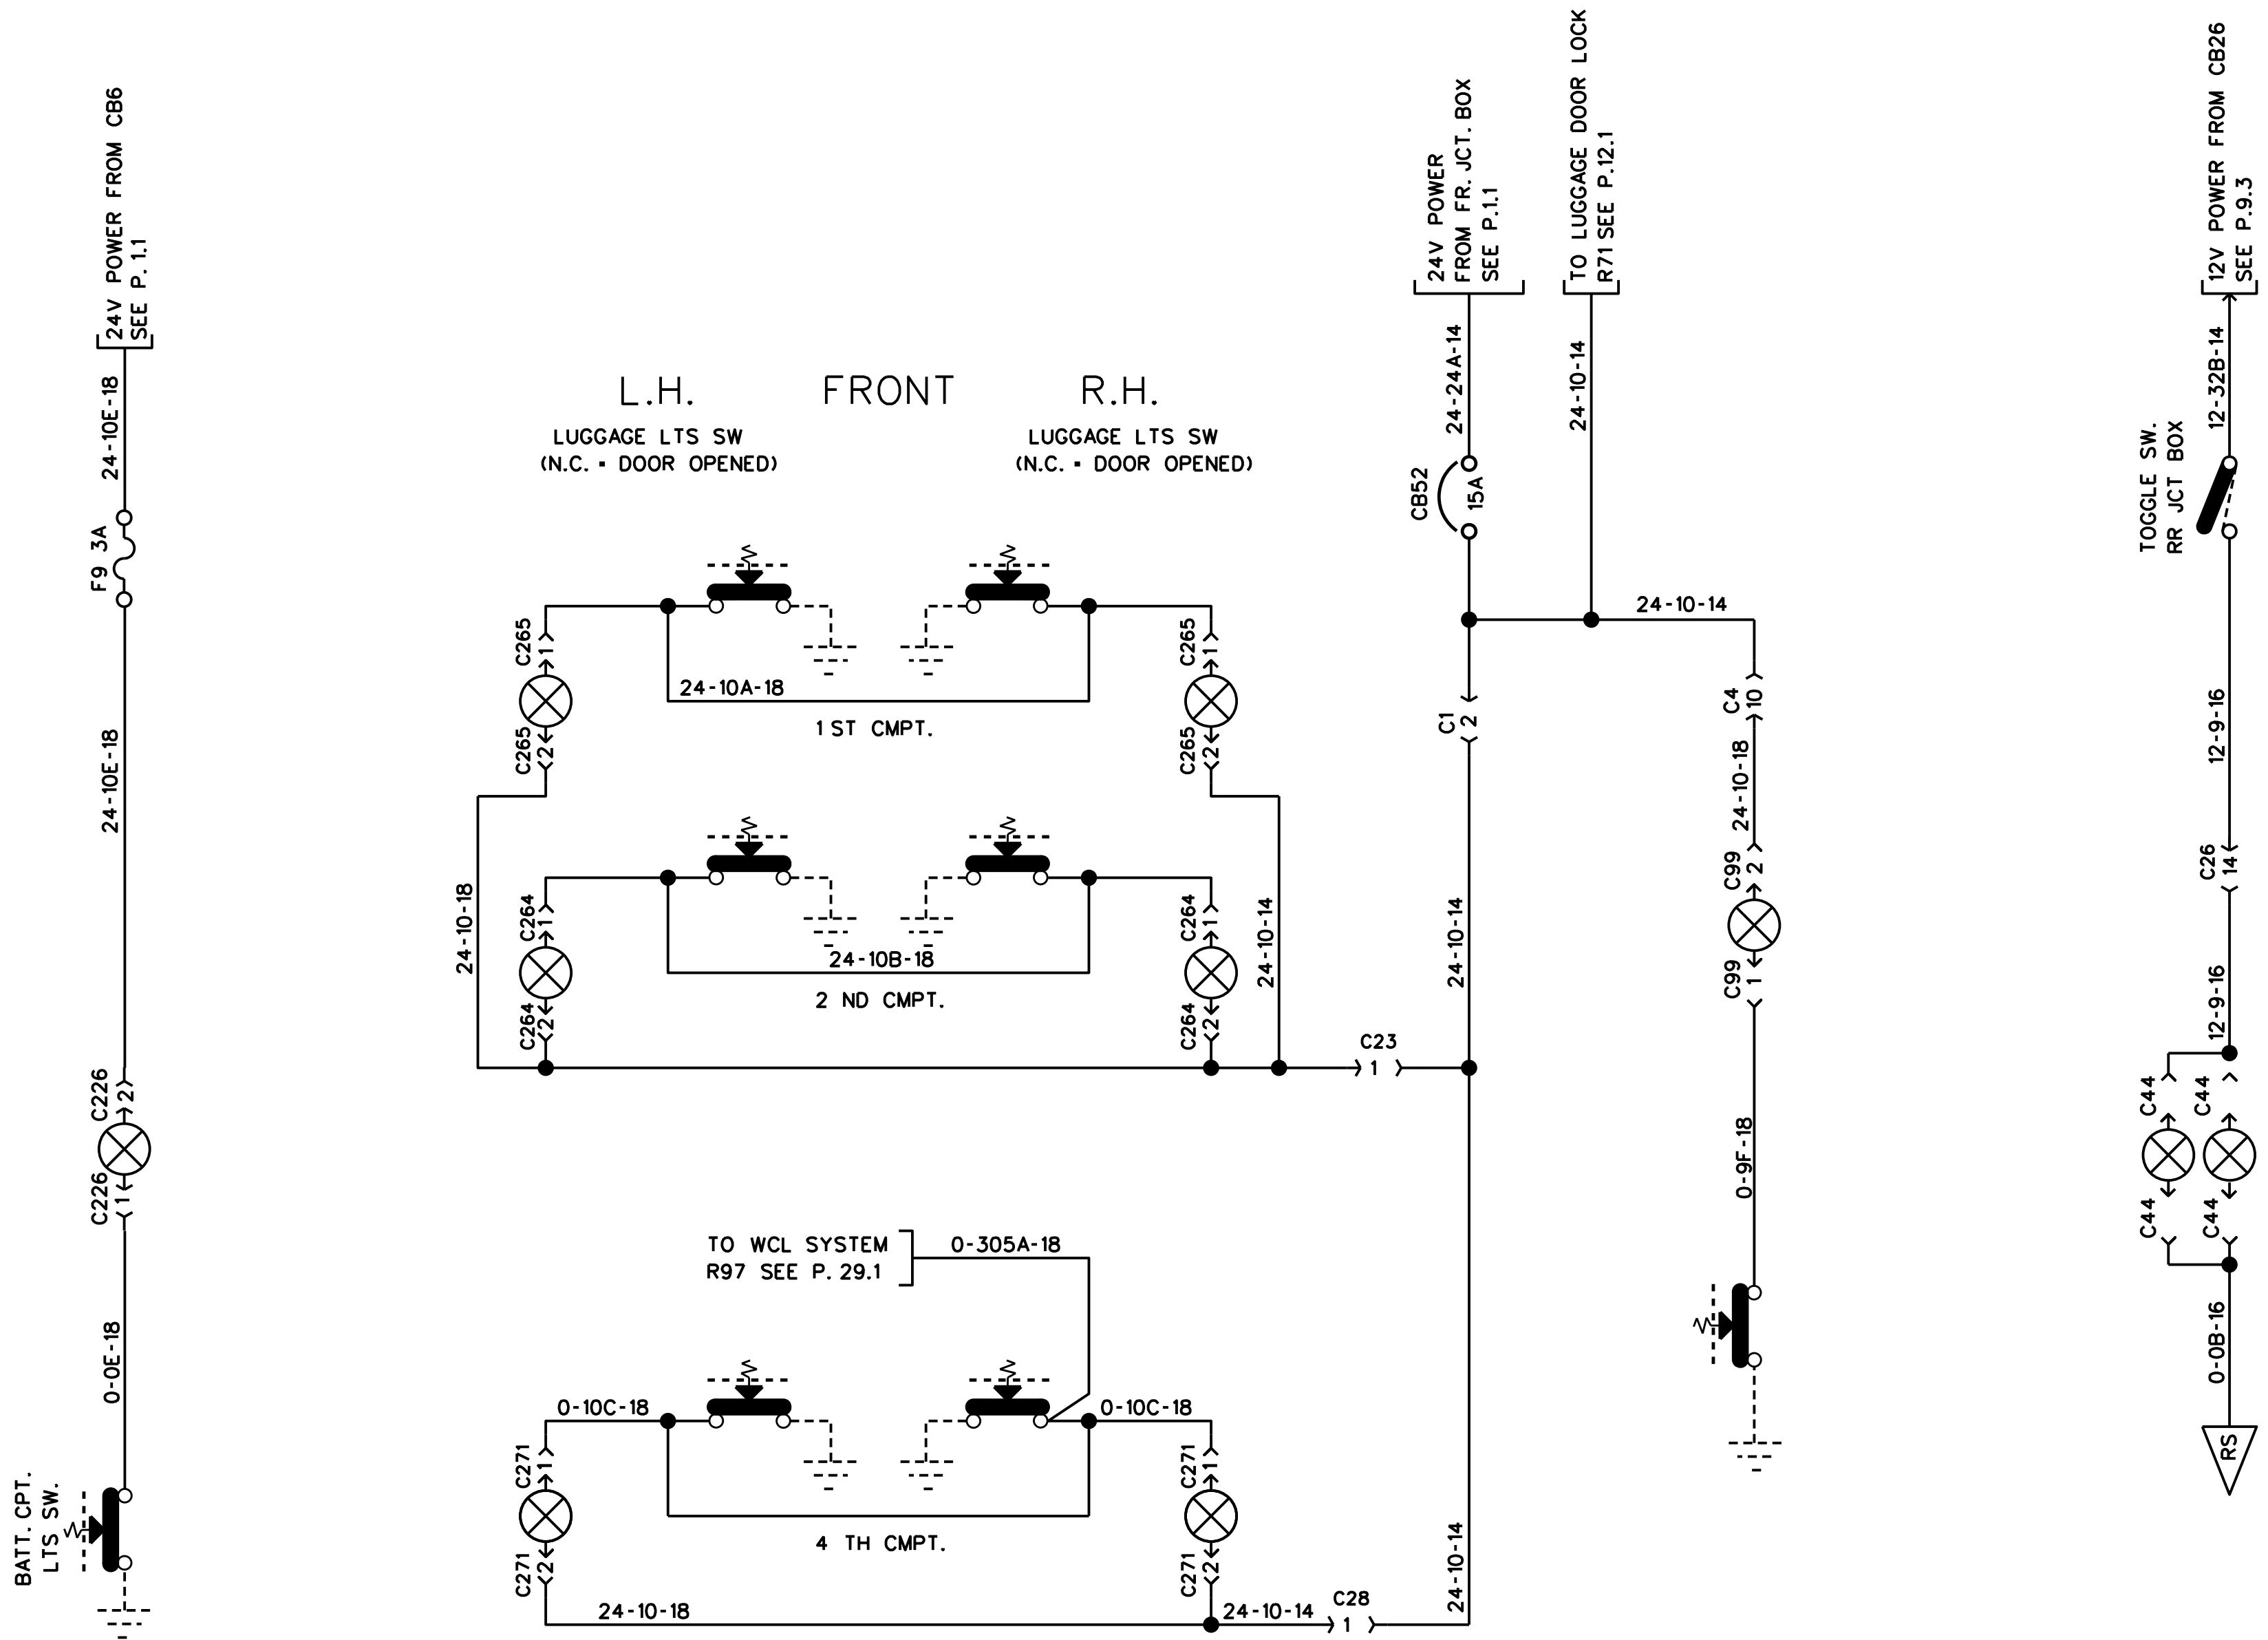 24V POWER FROM CB6
SEE P. 1.1
24-10E-18
F9 3A
24-10E-18
C226
2
C226
1
0-0E-18
BATT. CPT.
LTS SW.
L.H.
FRONT
R.H.
LUGGAGE LTS SW
(N.C. = DOOR OPENED)
LUGGAGE LTS SW
(N.C. = DOOR OPENED)
C265
1
C265
2
24-10A-18
1 ST CMPT.
C265
1
C265
2
24-10-18
C264
1
C264
2
24-10B-18
2 ND CMPT.
C264
1
C264
2
24-10-14
C23
1
TO WCL SYSTEM
R97 SEE P. 29.1
0-305A-18
0-10C-18
0-10C-18
C271
1
C271
2
4 TH CMPT.
C271
1
C271
2
24-10-18
24-10-14
C28
1
24V POWER
FROM FR. JCT. BOX
SEE P.1.1
24-24A-14
CB52
15A
C1
2
24-10-14
24-10-14
TO LUGGAGE DOOR LOCK
R71 SEE P.12.1
24-10-14
24-10-14
C4
10
24-10-18
C99
2
C99
1
0-9F-18
12V POWER FROM CB26
SEE P.9.3
12-32B-14
TOGGLE SW.
RR JCT BOX
12-9-16
C26
14
12-9-16
C44
C44
C44
C44
0-0B-16
RS